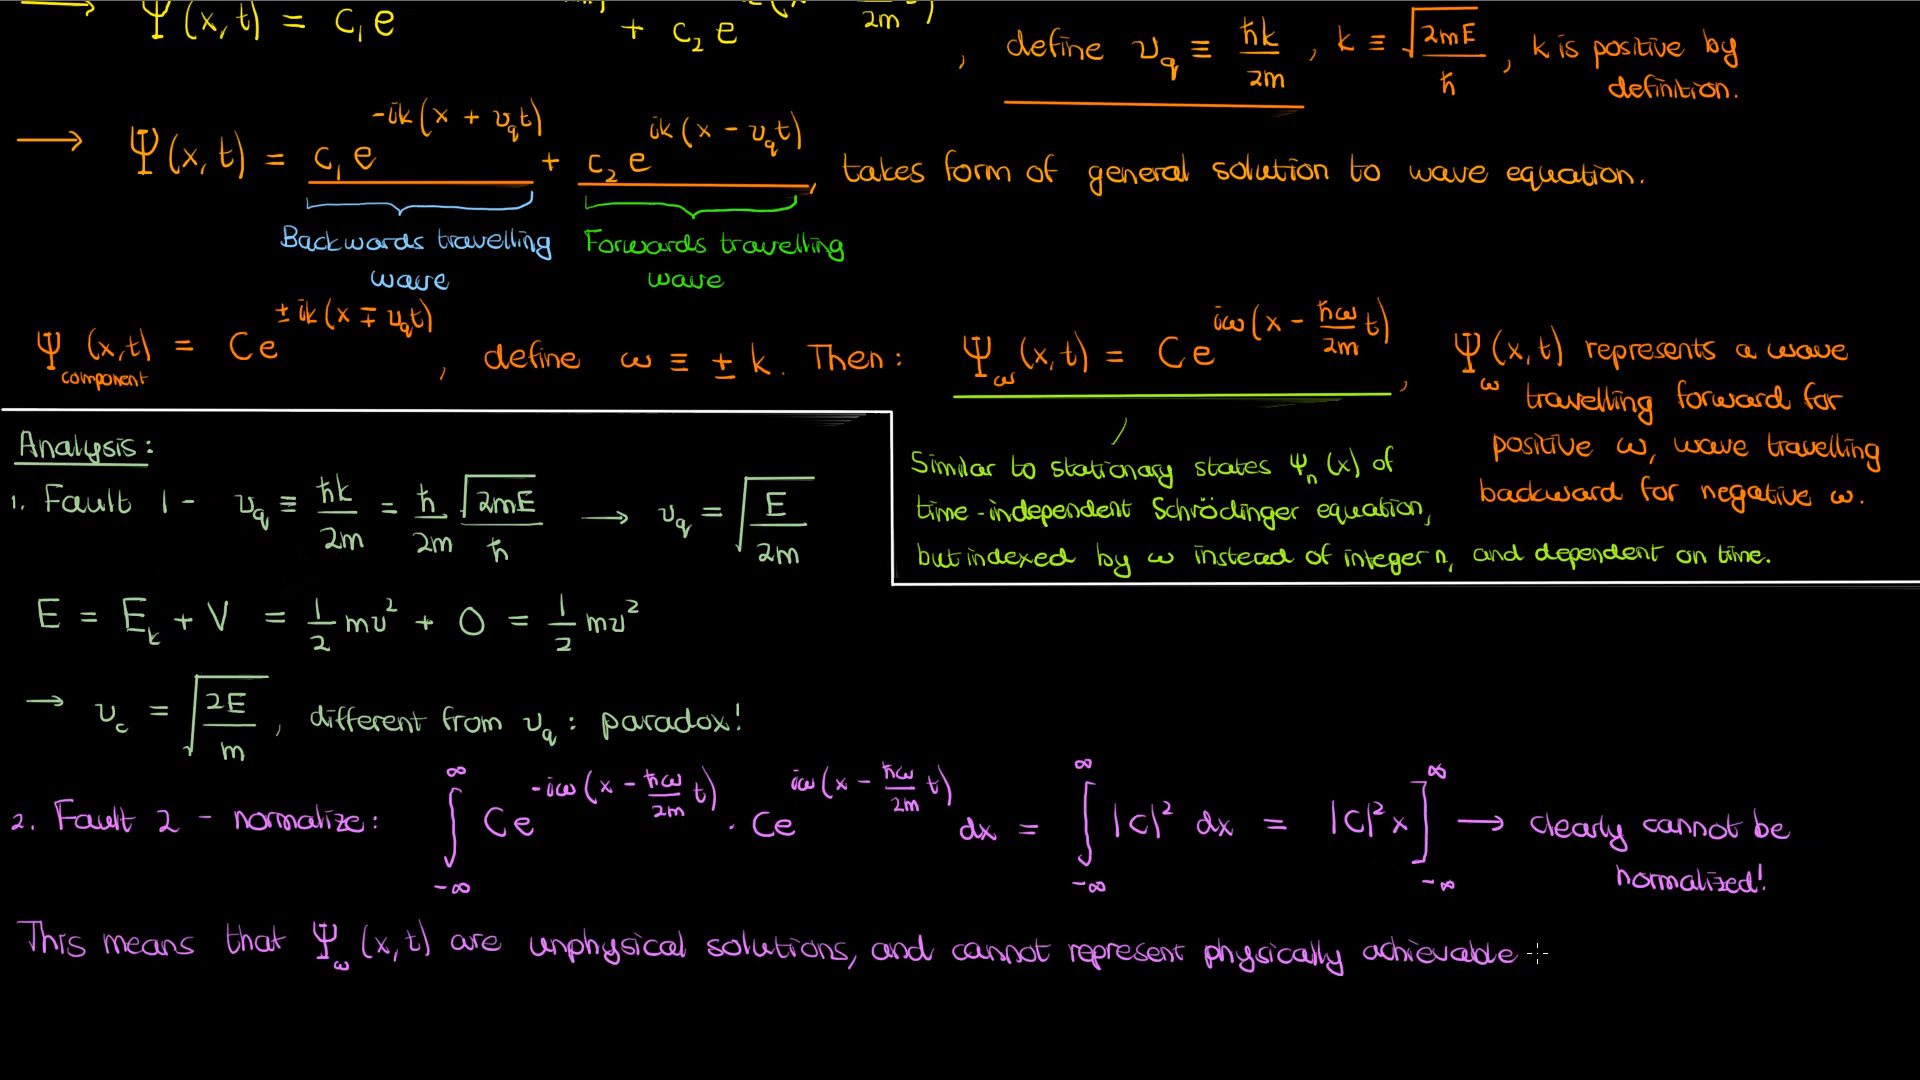 → Ψ(x,t) = c₁e + c₂e 2m
, define v_q ≡ ħk/2m , k ≡ √(2mE)/ħ , k is positive by
definition.
→ Ψ(x,t) = c₁e^(-ik(x + v_q t)) + c₂e^(ik(x - v_q t)), takes form of general solution to wave equation.
Backwards travelling
wave
Forwards travelling
wave
Ψ_component (x,t) = Ce^(±ik(x ∓ v_q t)), define ω ≡ ± k. Then: Ψ_ω(x,t) = Ce^(iω(x - ħω/2m t)),
Ψ_ω(x,t) represents a wave
travelling forward for
positive ω, wave travelling
backward for negative ω.
Similar to stationary states Ψ_n(x) of
time-independent Schrödinger equation,
but indexed by ω instead of integer n, and dependent on time.
Analysis:
1. Fault 1 - v_q ≡ ħk/2m = ħ/2m √(2mE)/ħ → v_q = √(E/2m)
E = E_k + V = 1/2 mv² + 0 = 1/2 mv²
→ v_c = √(2E/m), different from v_q: paradox!
2. Fault 2 - normalize: ∫_{-∞}^{∞} Ce^(-iω(x - ħω/2m t)) · Ce^(iω(x - ħω/2m t)) dx = ∫_{-∞}^{∞} |C|² dx = |C|²x]_{-∞}^{∞} → clearly cannot be
normalized!
This means that Ψ_ω(x,t) are unphysical solutions, and cannot represent physically achievable